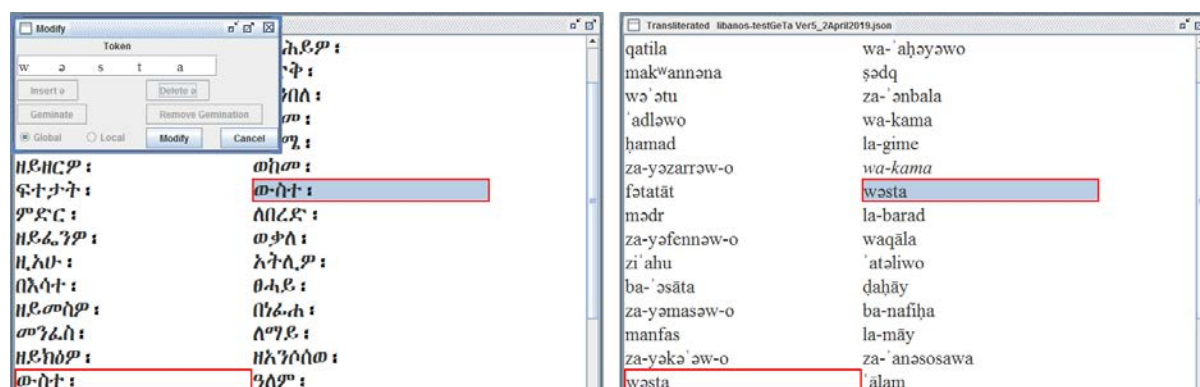 Modify
Token
w ə s t a
Insert ə Delete ə
Geminate Remove Gemination
Global Local Modify Cancel
ሕይዎ፡
ዘይዘርዎ፡ ወከመ፡
ፍተታት፡ ውስተ፡
ምድር፡ ለበረድ፡
ዘይፌንዎ፡ ወቃለ፡
ዚአሁ፡ አትሊዎ፡
በእሳተ፡ ፀሓይ፡
ዘይመስዎ፡ በነፊሐ፡
መንፈስ፡ ለማይ፡
ዘይክዕዎ፡ ዘአንሶሰወ፡
ውስተ፡ ዓለም፡
Transliterated libanos-testGeTa Ver5_2April2019.json
qatila wa-ʾaḥəyəwo
makʷannəna ṣədq
wəʾətu za-ʾənbala
ʿadləwo wa-kama
ḥamad la-gime
za-yəzarrəw-o wa-kama
fətatāt wəsta
mədr la-barad
za-yəfennəw-o waqāla
ziʾahu ʾatəliwo
ba-ʾəsāta ḍaḥāy
za-yəmasəw-o ba-nafiḥa
manfas la-māy
za-yəkəʿəw-o za-ʾanəsosawa
wəsta ʿālam